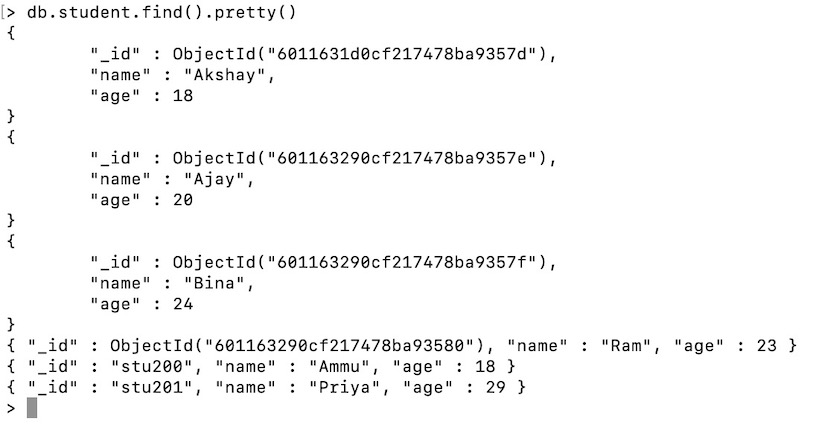 [> db.student.find().pretty()
{
"_id" : ObjectId("6011631d0cf217478ba9357d"),
"name" : "Akshay",
"age" : 18
}
{
"_id" : ObjectId("601163290cf217478ba9357e"),
"name" : "Ajay",
"age" : 20
}
{
"_id" : ObjectId("601163290cf217478ba9357f"),
"name" : "Bina",
"age" : 24
}
{ "_id" : ObjectId("601163290cf217478ba93580"), "name" : "Ram", "age" : 23 }
{ "_id" : "stu200", "name" : "Ammu", "age" : 18 }
{ "_id" : "stu201", "name" : "Priya", "age" : 29 }
>